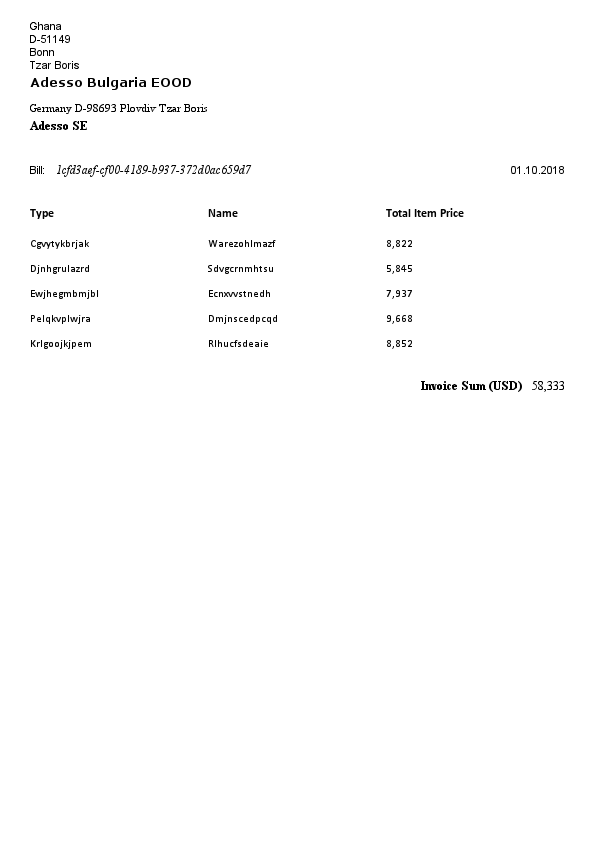 Ghana
D-51149
Bonn
Tzar Boris
Adesso Bulgaria EOOD
Germany D-98693 Plovdiv Tzar Boris
Adesso SE
Bill: 1cfd3aef-cf00-4189-b937-372d0ac659d7 01.10.2018
Type Name Total Item Price
Cgvytykbrjak Warezohlmazf 8,822
Djnhgrulazrd Sdvgcrnmhtsu 5,845
Ewjhegmbmjbl Ecnxvvstnedh 7,937
Pelqkvplwjra Dmjnscedpcqd 9,668
Krlgoojkjpem Rlhucfsdeaie 8,852
Invoice Sum (USD) 58,333